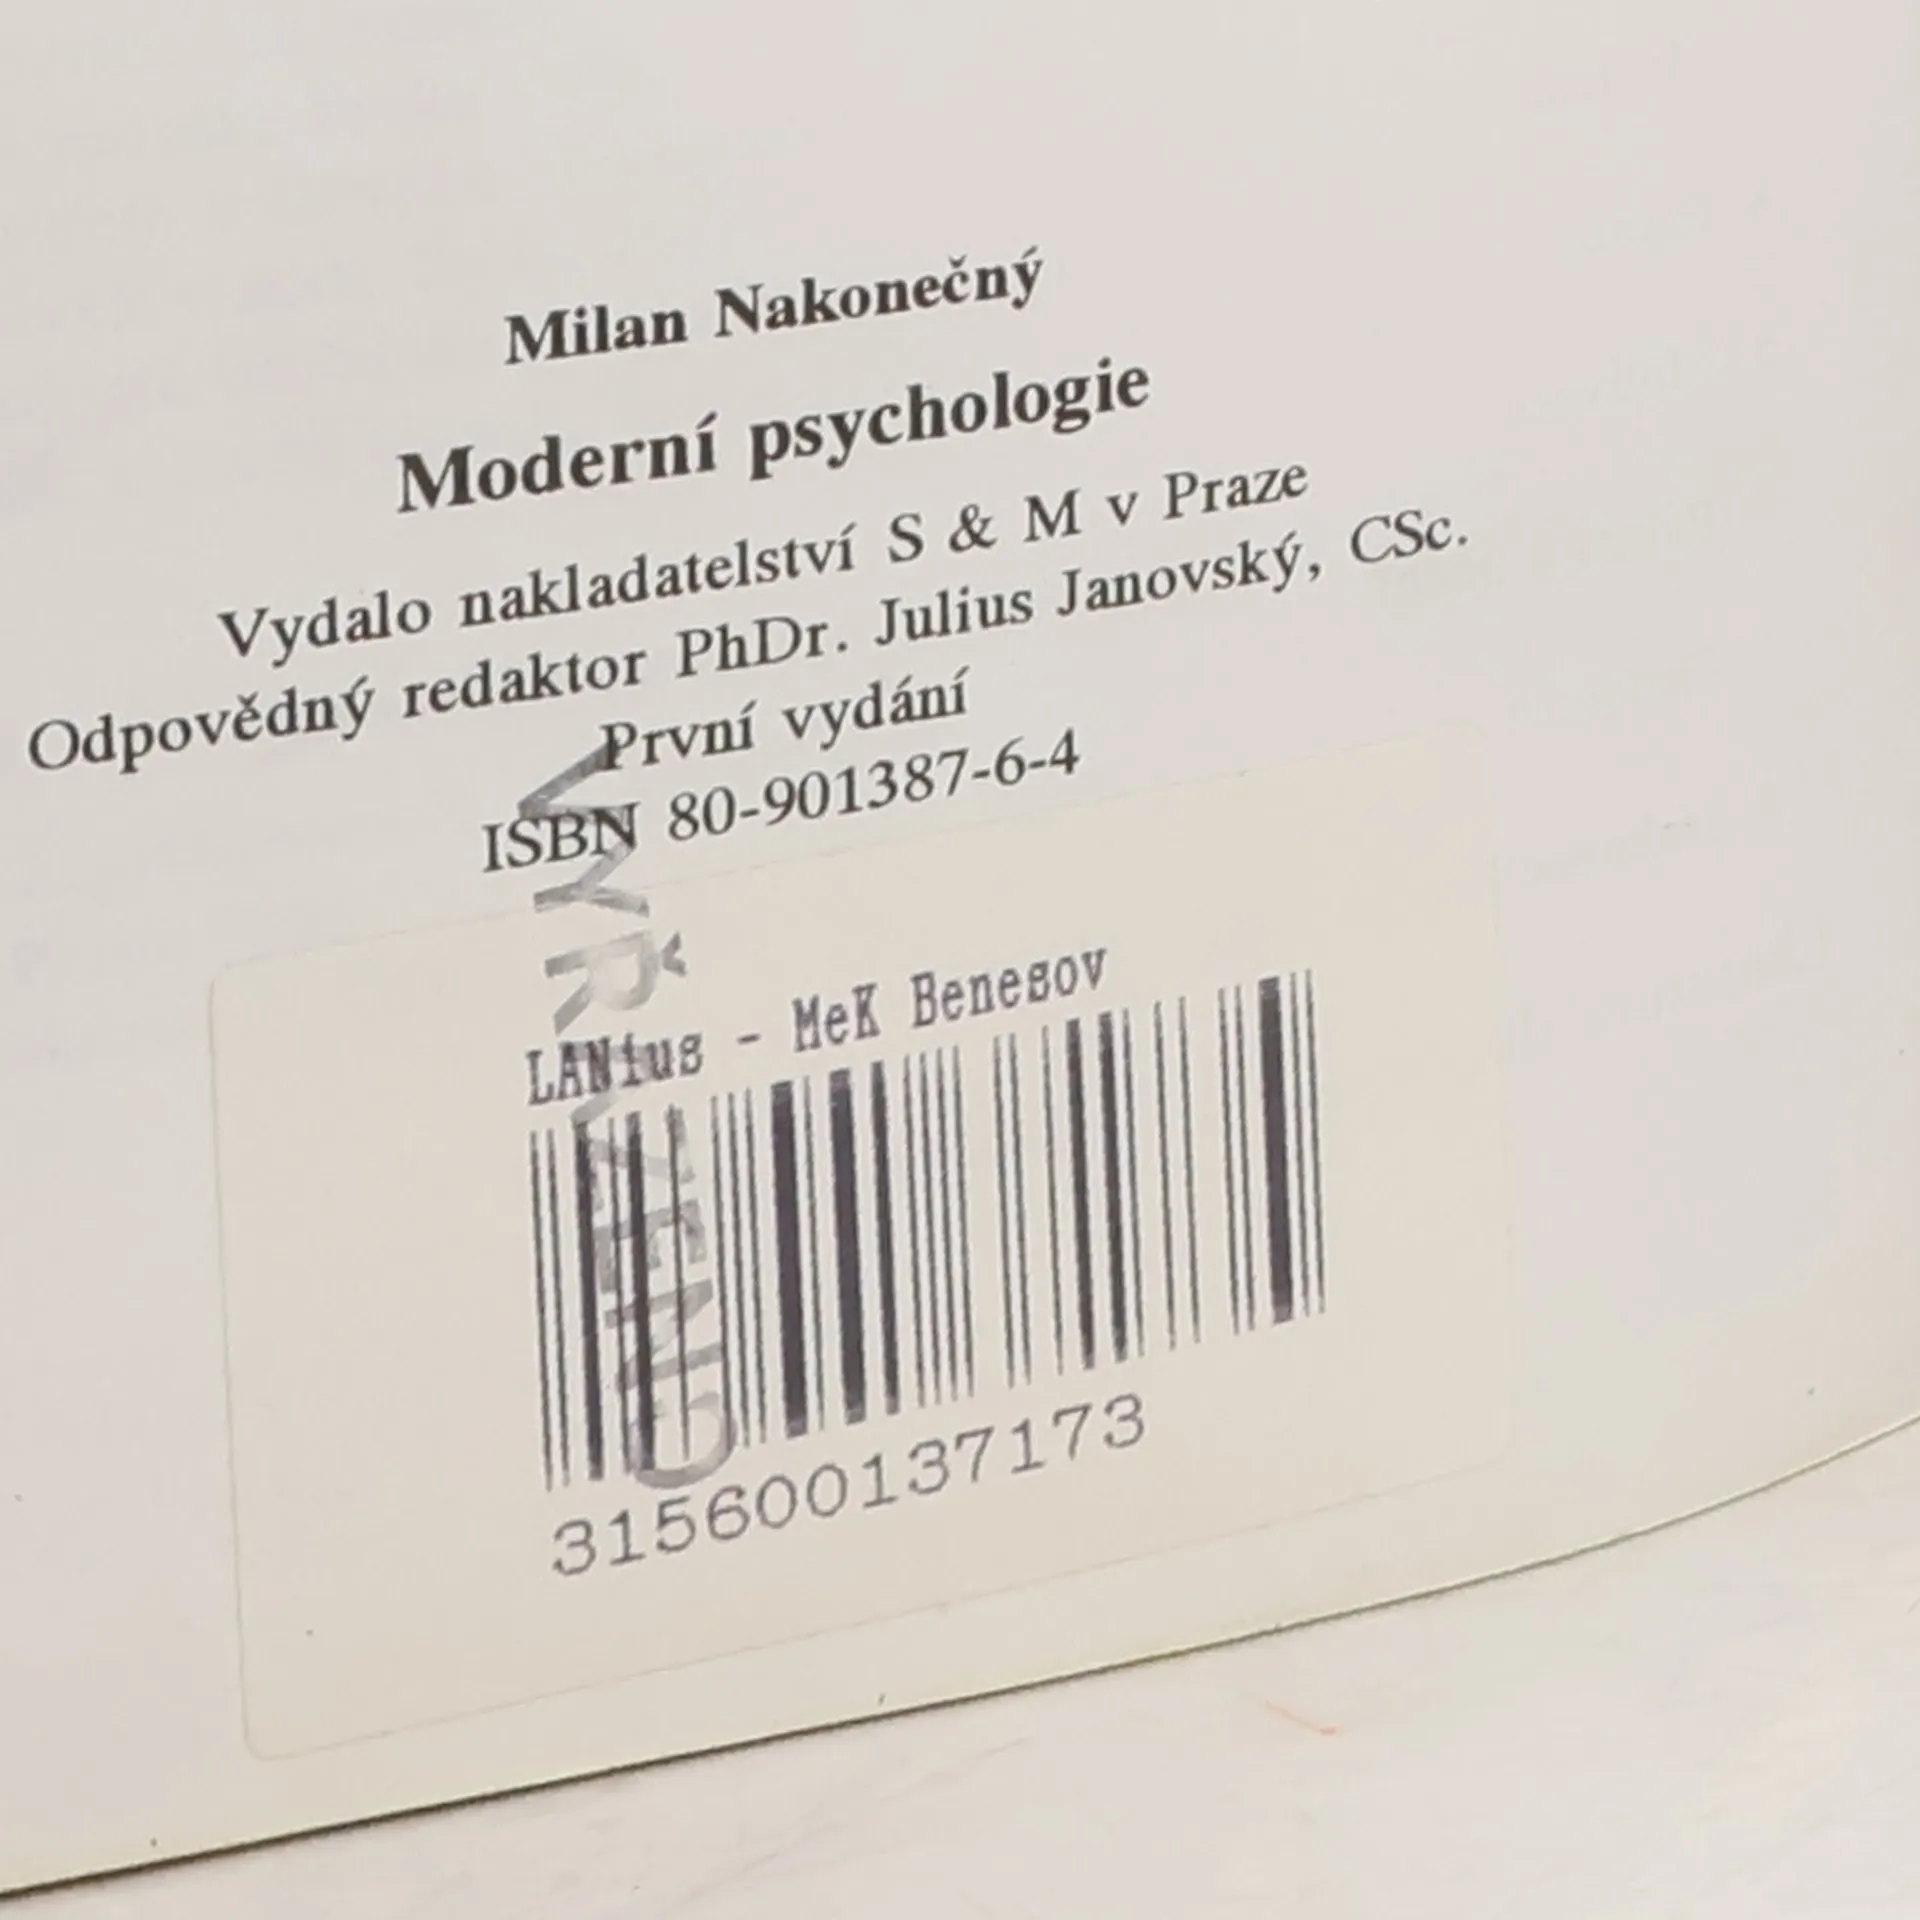 Milan Nakonečný
Moderní psychologie
Vydalo nakladatelství S & M v Praze
Odpovědný redaktor PhDr. Julius Janovský, CSc.
První vydání
ISBN 80-901387-6-4
VYŘAZENO
LANius - MeK Benesov
315600137173